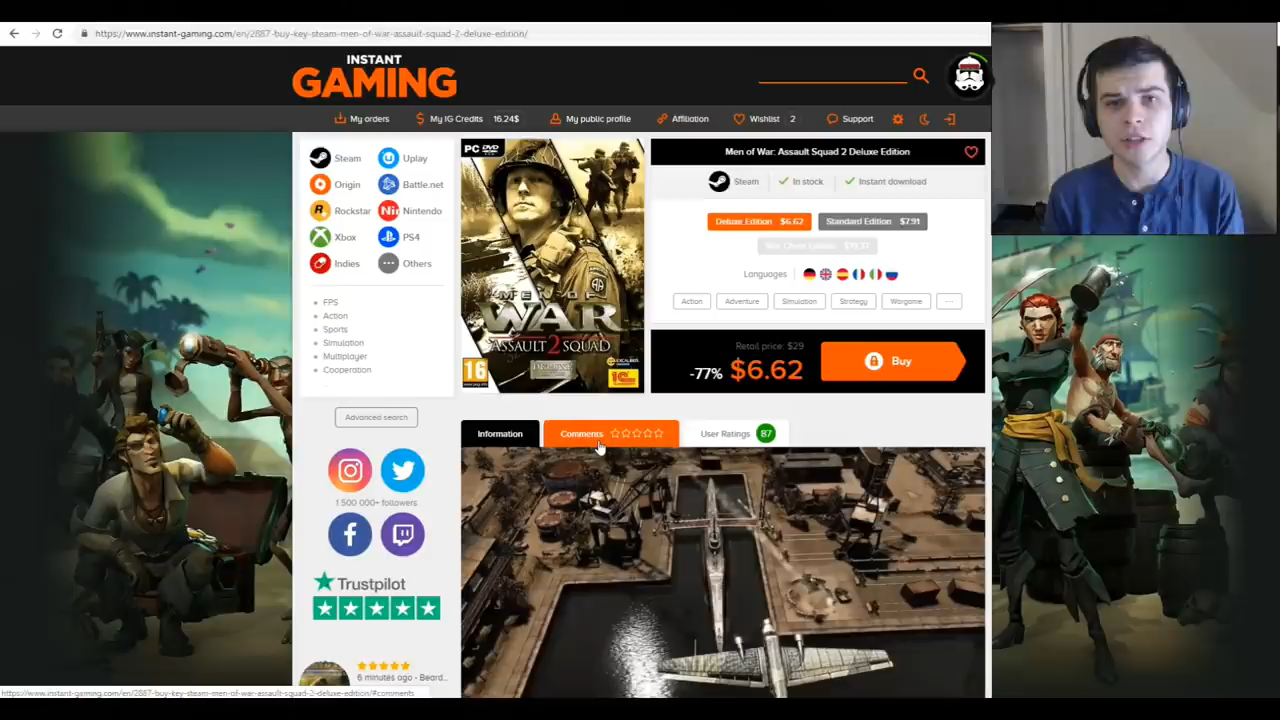 https://www.instant-gaming.com/en/2887-buy-key-steam-men-of-war-assault-squad-2-deluxe-edition/
INSTANT
GAMING
My orders
My IG Credits 16.24$
My public profile
Affiliation
Wishlist 2
Support
Steam
Uplay
Origin
Battle.net
Rockstar
Nintendo
Xbox
PS4
Indies
Others
FPS
Action
Sports
Simulation
Multiplayer
Cooperation
Advanced search
1 500 000+ followers
Trustpilot
6 minutes ago - Beard...
PC DVD
MEN OF
WAR
ASSAULT 2 SQUAD
16
Men of War: Assault Squad 2 Deluxe Edition
Steam
In stock
Instant download
Deluxe Edition $6.62
Standard Edition $7.91
Languages
Action
Adventure
Simulation
Strategy
Wargame
...
Retail price: $29
-77% $6.62
Buy
Information
Comments
User Ratings 87
https://www.instant-gaming.com/en/2887-buy-key-steam-men-of-war-assault-squad-2-deluxe-edition/#comments